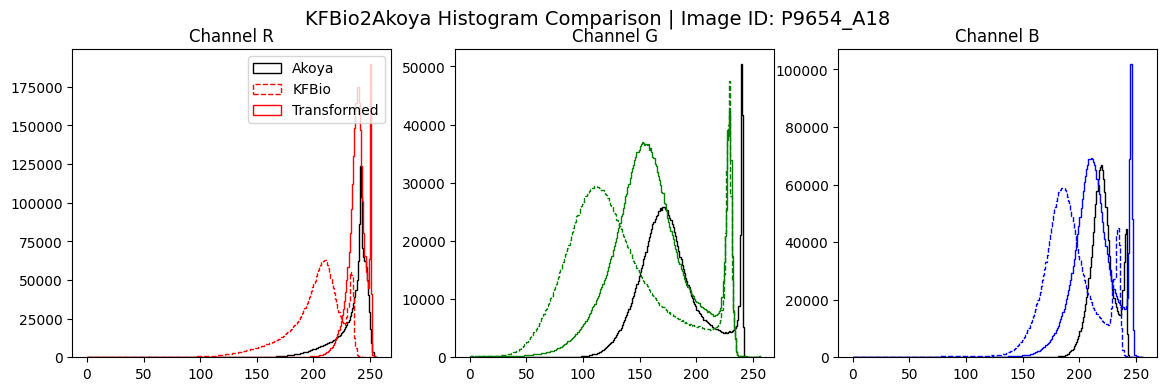 KFBio2Akoya Histogram Comparison | Image ID: P9654_A18
Channel R
Channel G
Channel B
Akoya
KFBio
Transformed
175000
150000
125000
100000
75000
50000
25000
0
0 50 100 150 200 250
50000
40000
30000
20000
10000
0
0 50 100 150 200 250
100000
80000
60000
40000
20000
0
0 50 100 150 200 250